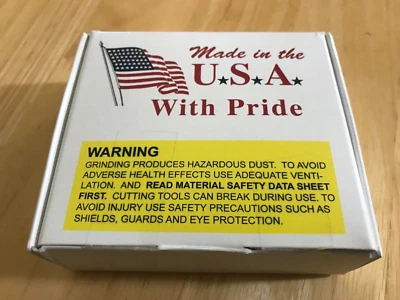 Made in the
U.S.A.
With Pride
WARNING
GRINDING PRODUCES HAZARDOUS DUST. TO AVOID
ADVERSE HEALTH EFFECTS USE ADEQUATE VENTI-
LATION. AND READ MATERIAL SAFETY DATA SHEET
FIRST. CUTTING TOOLS CAN BREAK DURING USE. TO
AVOID INJURY USE SAFETY PRECAUTIONS SUCH AS
SHIELDS, GUARDS AND EYE PROTECTION.